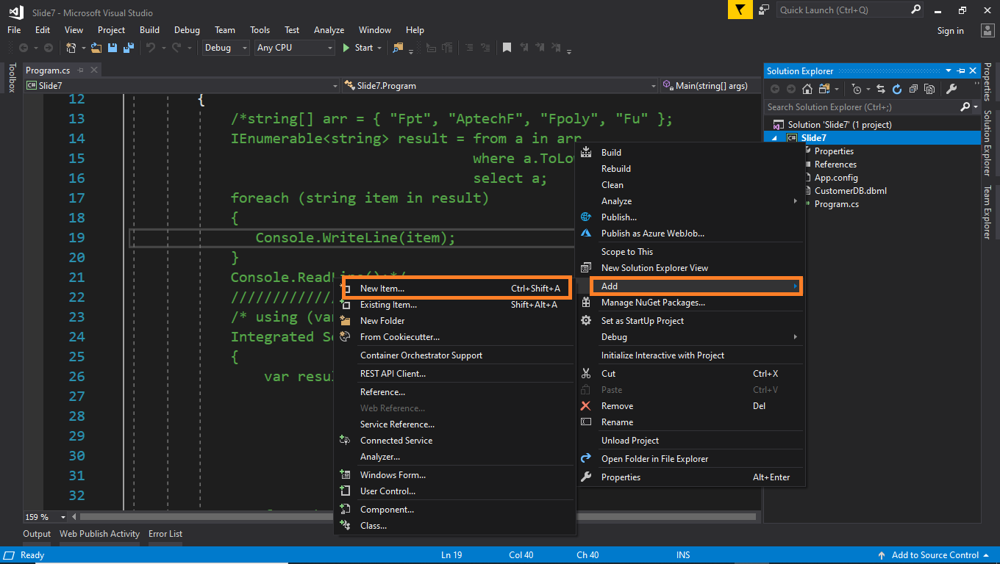 Slide7 - Microsoft Visual Studio
Quick Launch (Ctrl+Q)
File Edit View Project Build Debug Team Tools Test Analyze Window Help
Sign in
Debug Any CPU Start
Toolbox
Program.cs
C# Slide7 Slide7.Program Main(string[] args)
12 {
13 /*string[] arr = { "Fpt", "AptechF", "Fpoly", "Fu" };
14 IEnumerable<string> result = from a in arr
15 where a.ToLow
16 select a;
17 foreach (string item in result)
18 {
19 Console.WriteLine(item);
20 }
21 Console.ReadLine();*/
22 ////////////
23 /* using (var
24 Integrated Se
25 {
26 var resul
27
28
29
30
31
32
159 %
Build
Rebuild
Clean
Analyze
Publish...
Publish as Azure WebJob...
Scope to This
New Solution Explorer View
Add
Manage NuGet Packages...
Set as StartUp Project
Debug
Initialize Interactive with Project
Cut Ctrl+X
Paste Ctrl+V
Remove Del
Rename
Unload Project
Open Folder in File Explorer
Properties Alt+Enter
New Item... Ctrl+Shift+A
Existing Item... Shift+Alt+A
New Folder
From Cookiecutter...
Container Orchestrator Support
REST API Client...
Reference...
Web Reference...
Service Reference...
Connected Service
Analyzer...
Windows Form...
User Control...
Component...
Class...
Solution Explorer
Search Solution Explorer (Ctrl+;)
Solution 'Slide7' (1 project)
C# Slide7
Properties
References
App.config
CustomerDB.dbml
Program.cs
Properties
Solution Explorer
Team Explorer
Output Web Publish Activity Error List
Ready Ln 19 Col 40 Ch 40 INS Add to Source Control